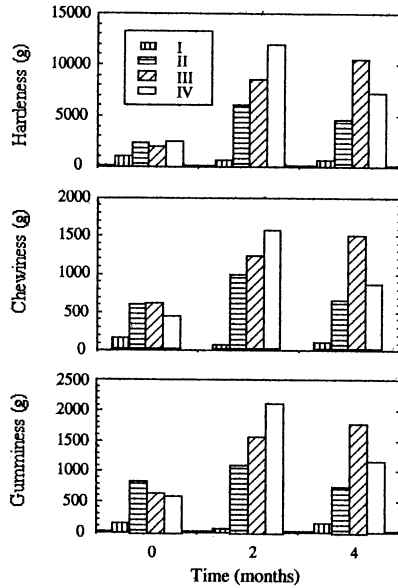 Hardeness (g)
15000
10000
5000
0
I
II
III
IV
Chewiness (g)
2000
1500
1000
500
0
Gumminess (g)
2500
2000
1500
1000
500
0
0 2 4
Time (months)